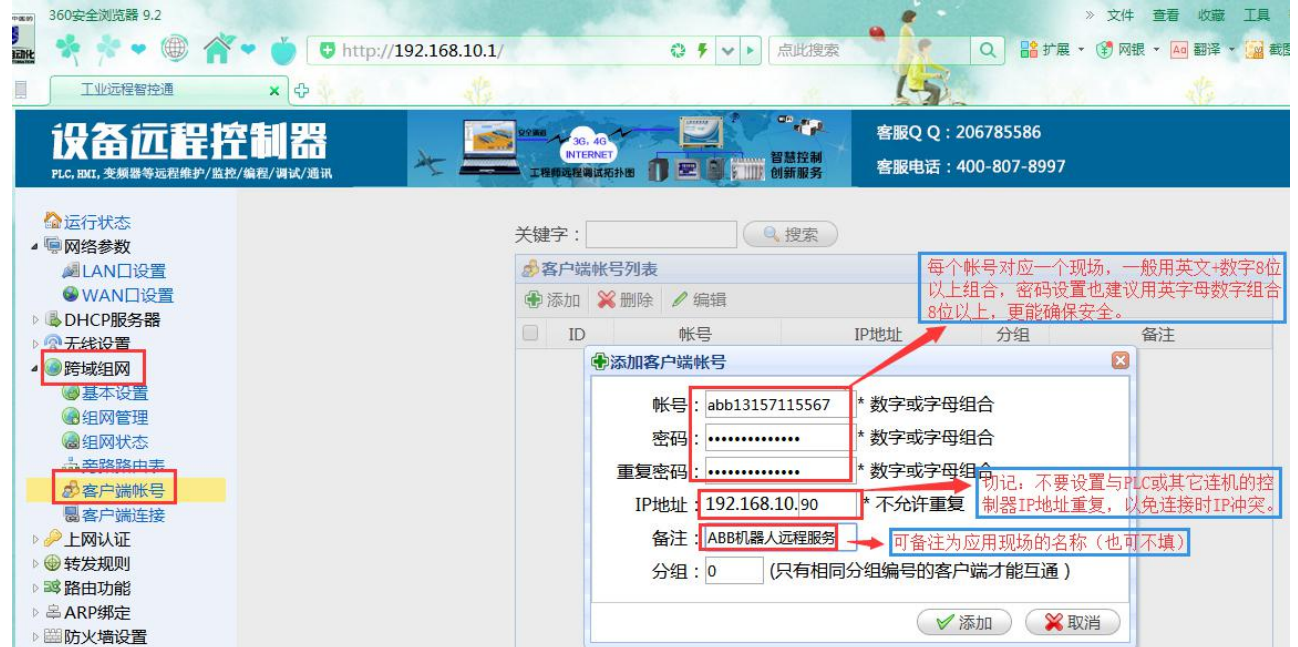 360安全浏览器 9.2
» 文件 查看 收藏 工具
http://192.168.10.1/
点此搜索
扩展 网银 翻译 截图
工业远程智控通
设备远程控制器
PLC, HMI, 变频器等远程维护/监控/编程/调试/通讯
3G, 4G
INTERNET
工程师远程调试拓扑图
智慧控制
创新服务
客服Q Q：206785586
客服电话：400-807-8997
运行状态
网络参数
LAN口设置
WAN口设置
DHCP服务器
无线设置
跨域组网
基本设置
组网管理
组网状态
旁路路由表
客户端帐号
客户端连接
上网认证
转发规则
路由功能
ARP绑定
防火墙设置
关键字： 搜索
客户端帐号列表
添加 删除 编辑
ID 帐号 IP地址 分组 备注
每个帐号对应一个现场，一般用英文+数字8位
以上组合，密码设置也建议用英字母数字组合
8位以上，更能确保安全。
添加客户端帐号
帐号：abb13157115567 * 数字或字母组合
密码：•••••••••••••• * 数字或字母组合
重复密码：•••••••••••••• * 数字或字母组合
IP地址：192.168.10.90 * 不允许重复
切记：不要设置与PLC或其它连机的控
制器IP地址重复，以免连接时IP冲突。
备注：ABB机器人远程服务
可备注为应用现场的名称（也可不填）
分组：0 (只有相同分组编号的客户端才能互通 )
添加 取消